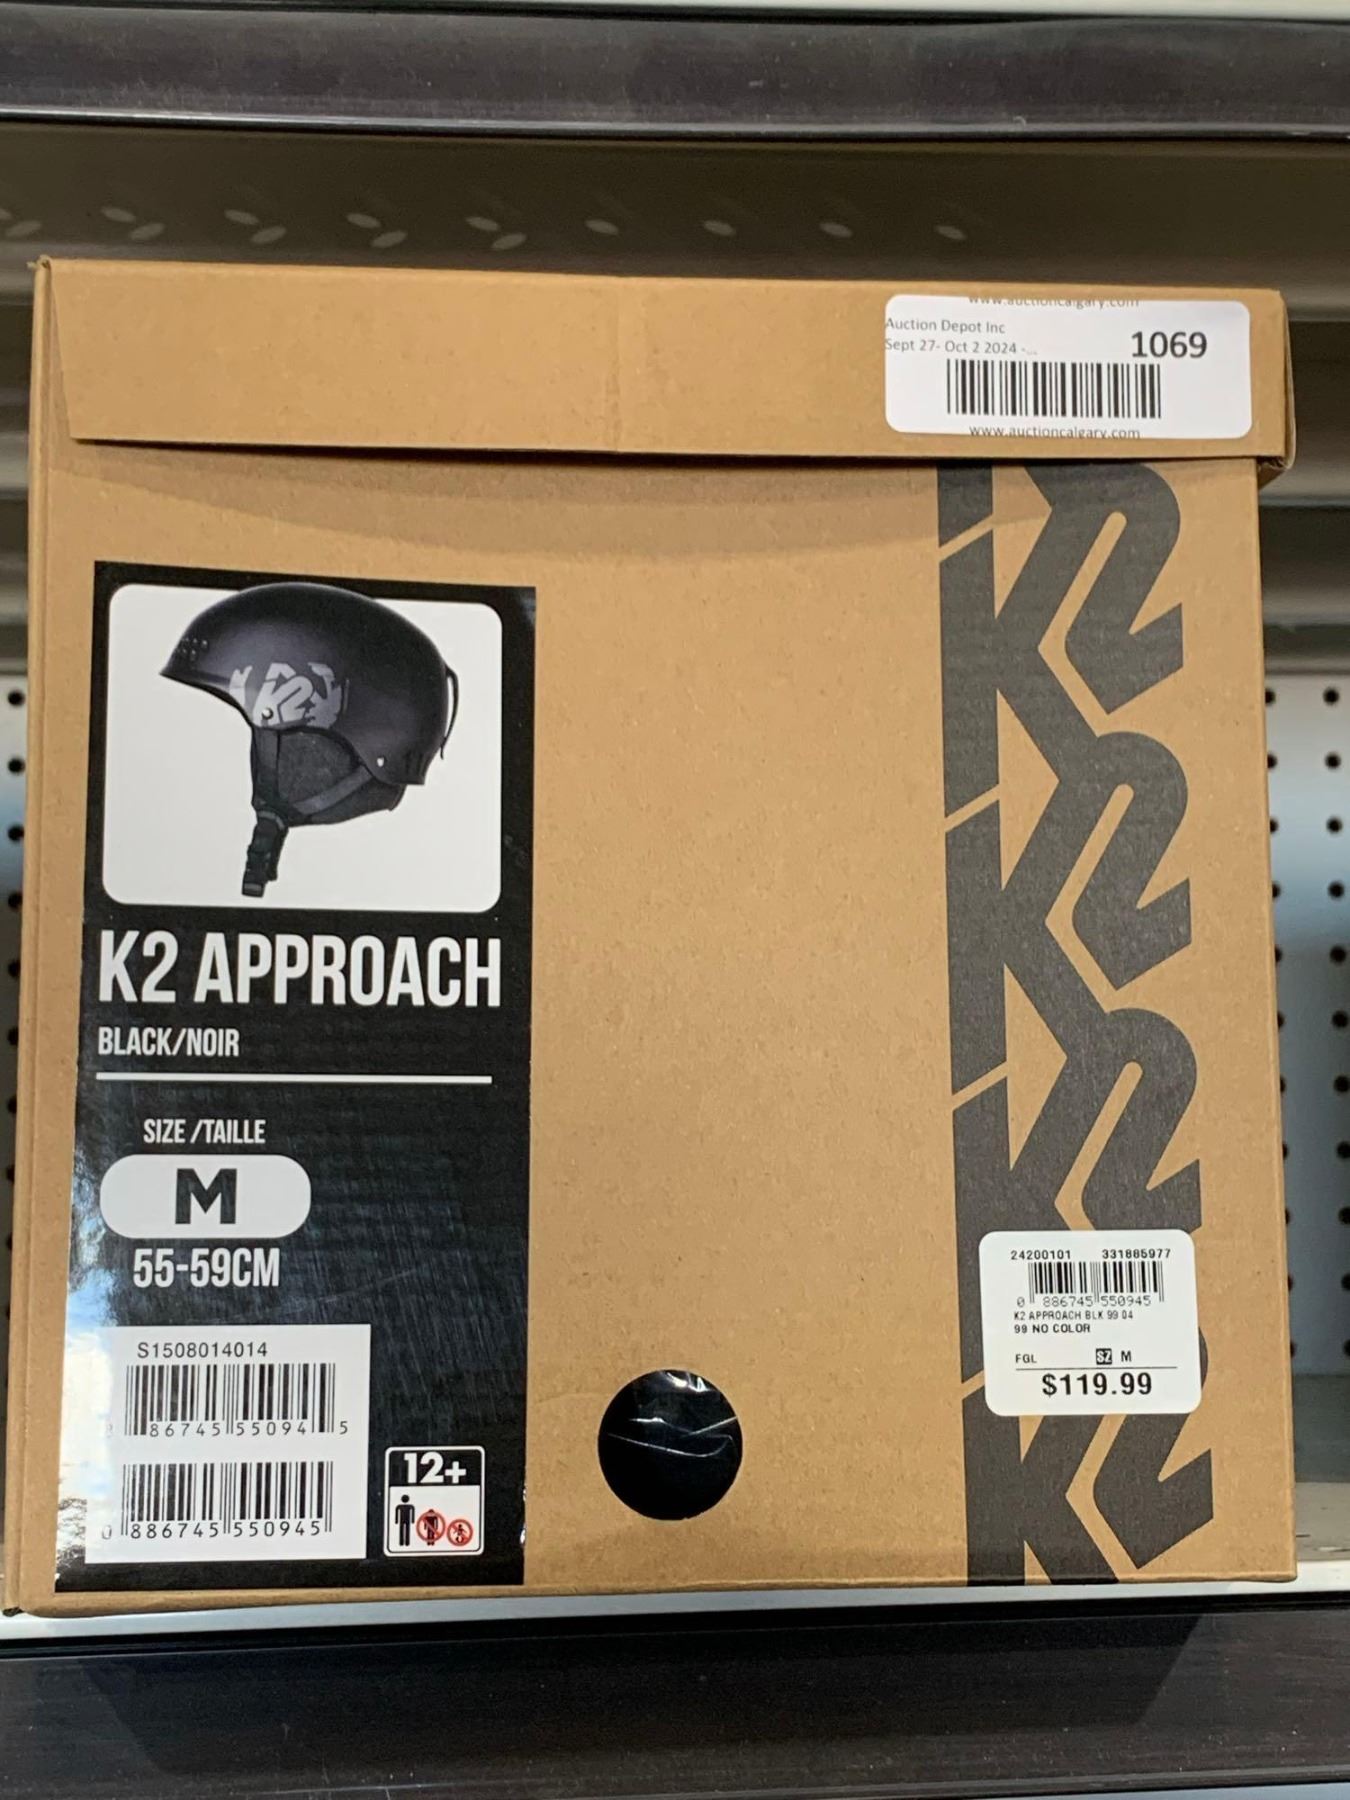 www.auctioncalgary.com
Auction Depot Inc
Sept 27- Oct 2 2024 -...
1069
www.auctioncalgary.com
K2
K2
K2
K2
K2
K2 APPROACH
BLACK/NOIR
SIZE /TAILLE
M
55-59CM
S1508014014
86745 55094 5
0 886745 550945
12+
24200101 331885977
0 886745 550945
K2 APPROACH BLK 99 04
99 NO COLOR
FGL SZ M
$119.99